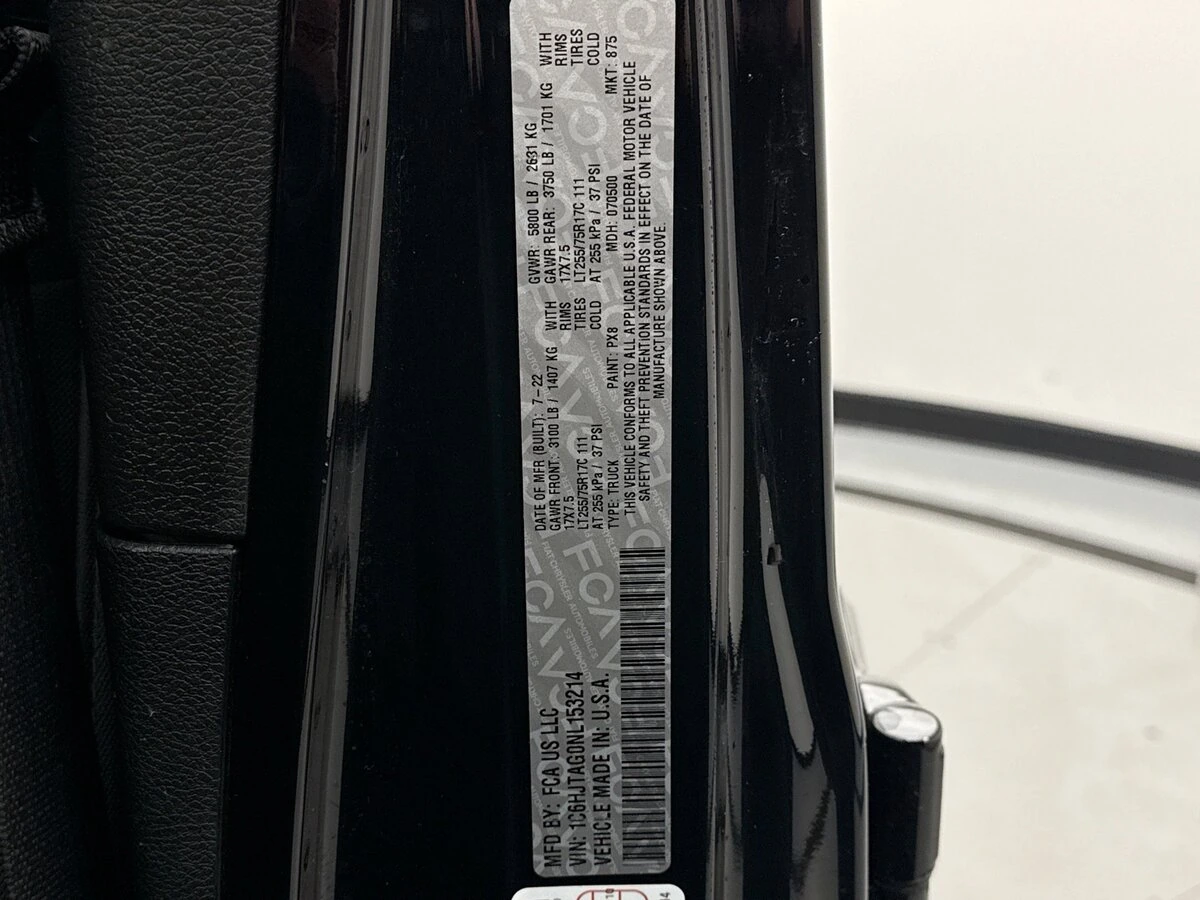 MFD BY: FCA US LLC
VIN: 1C6HJTAG0NL153214
VEHICLE MADE IN: U.S.A.
DATE OF MFR (BUILT): 7-22 GVWR: 5800 LB / 2631 KG
GAWR FRONT: 3100 LB / 1407 KG WITH GAWR REAR: 3750 LB / 1701 KG WITH
17X7.5 RIMS 17X7.5 RIMS
LT255/75R17C 111 TIRES LT255/75R17C 111 TIRES
AT 255 kPa / 37 PSI COLD AT 255 kPa / 37 PSI COLD
TYPE: TRUCK PAINT: PX8 MDH: 070500 MKT: 875
THIS VEHICLE CONFORMS TO ALL APPLICABLE U.S.A. FEDERAL MOTOR VEHICLE
SAFETY AND THEFT PREVENTION STANDARDS IN EFFECT ON THE DATE OF
MANUFACTURE SHOWN ABOVE.